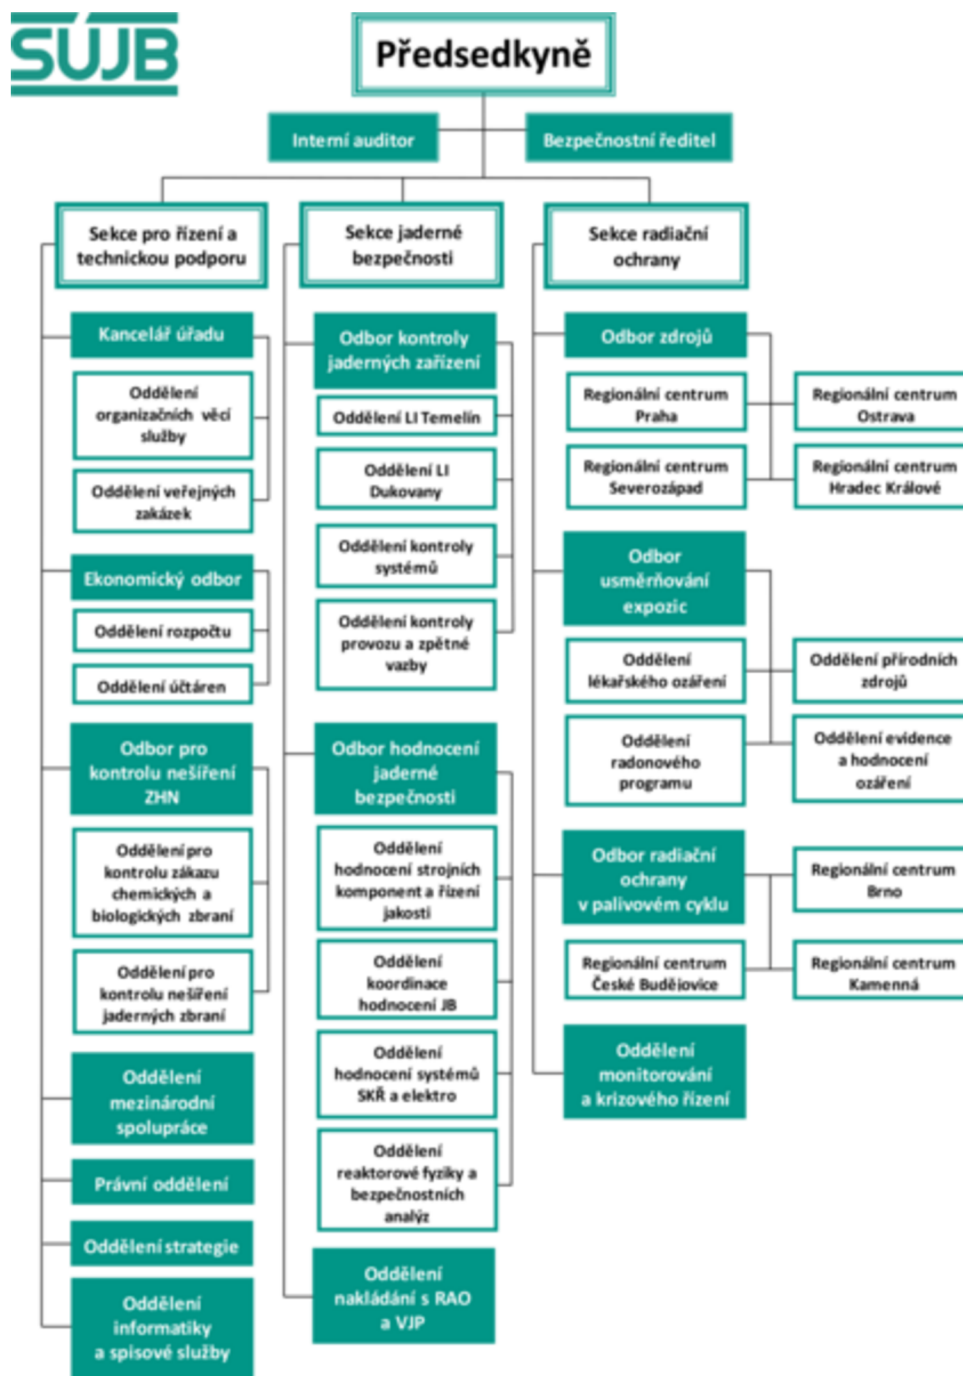 SÚJB
Předsedkyně
Interní auditor
Bezpečnostní ředitel
Sekce pro řízení a
technickou podporu
Kancelář úřadu
Oddělení
organizačních věcí
služby
Oddělení veřejných
zakázek
Ekonomický odbor
Oddělení rozpočtu
Oddělení účtáren
Odbor pro
kontrolu nešíření
ZHN
Oddělení pro
kontrolu zákazu
chemických a
biologických zbraní
Oddělení pro
kontrolu nešíření
jaderných zbraní
Oddělení
mezinárodní
spolupráce
Právní oddělení
Oddělení strategie
Oddělení
informatiky
a spisové služby
Sekce jaderné
bezpečnosti
Odbor kontroly
jaderných zařízení
Oddělení LI Temelín
Oddělení LI
Dukovany
Oddělení kontroly
systémů
Oddělení kontroly
provozu a zpětné
vazby
Odbor hodnocení
jaderné
bezpečnosti
Oddělení
hodnocení strojních
komponent a řízení
jakosti
Oddělení
koordinace
hodnocení JB
Oddělení
hodnocení systémů
SKŘ a elektro
Oddělení
reaktorové fyziky a
bezpečnostních
analýz
Oddělení
nakládání s RAO
a VJP
Sekce radiační
ochrany
Odbor zdrojů
Regionální centrum
Praha
Regionální centrum
Ostrava
Regionální centrum
Severozápad
Regionální centrum
Hradec Králové
Odbor
usměrňování
expozic
Oddělení
lékařského ozáření
Oddělení přírodních
zdrojů
Oddělení
radonového
programu
Oddělení evidence
a hodnocení
ozáření
Odbor radiační
ochrany
v palivovém cyklu
Regionální centrum
Brno
Regionální centrum
České Budějovice
Regionální centrum
Kamenná
Oddělení
monitorování
a krizového řízení